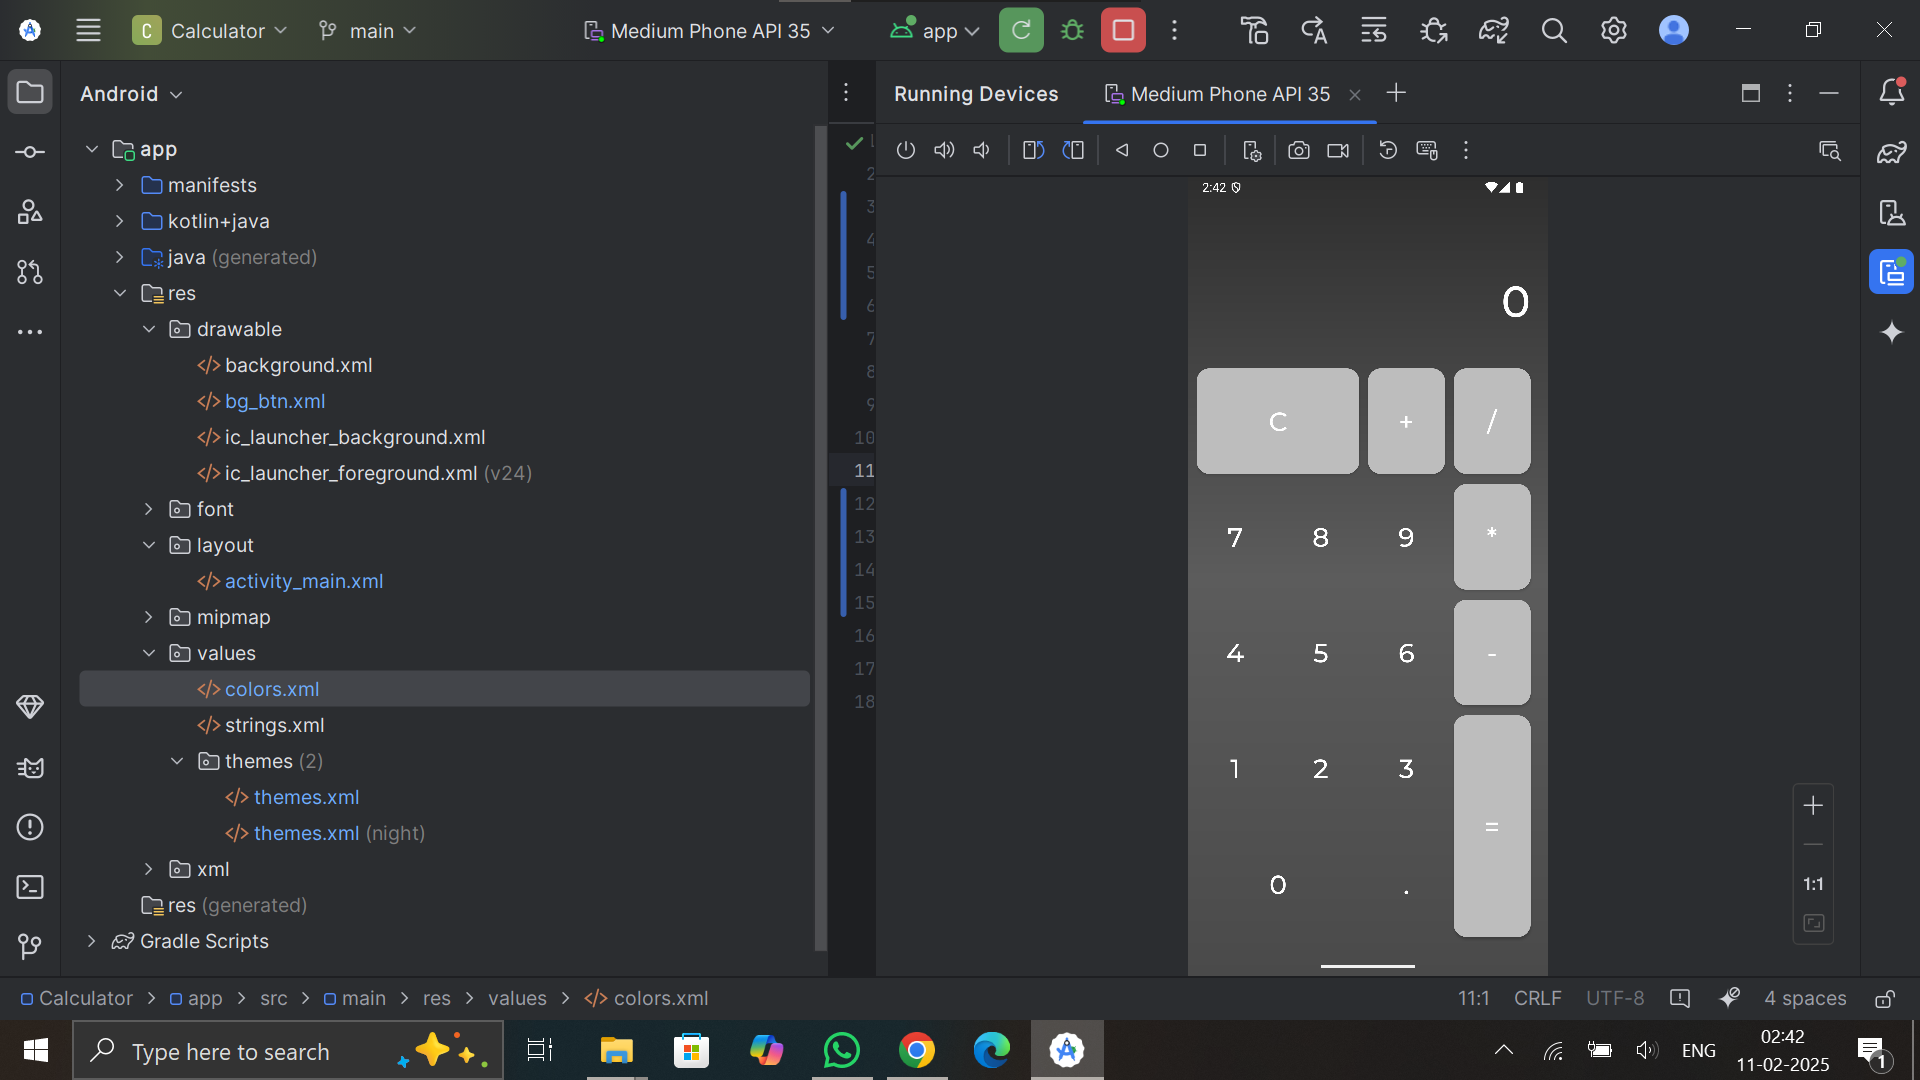 C Calculator main Medium Phone API 35 app
Android
Running Devices Medium Phone API 35
app
manifests
kotlin+java
java (generated)
res
drawable
background.xml
bg_btn.xml
ic_launcher_background.xml
ic_launcher_foreground.xml (v24)
font
layout
activity_main.xml
mipmap
values
colors.xml
strings.xml
themes (2)
themes.xml
themes.xml (night)
xml
res (generated)
Gradle Scripts
2
3
4
5
6
7
8
9
10
11
12
13
14
15
16
17
18
2:42
0
C + /
7 8 9 *
4 5 6 -
1 2 3
=
0 .
1:1
Calculator > app > src > main > res > values > colors.xml
11:1 CRLF UTF-8 4 spaces
Type here to search
ENG
02:42
11-02-2025
1